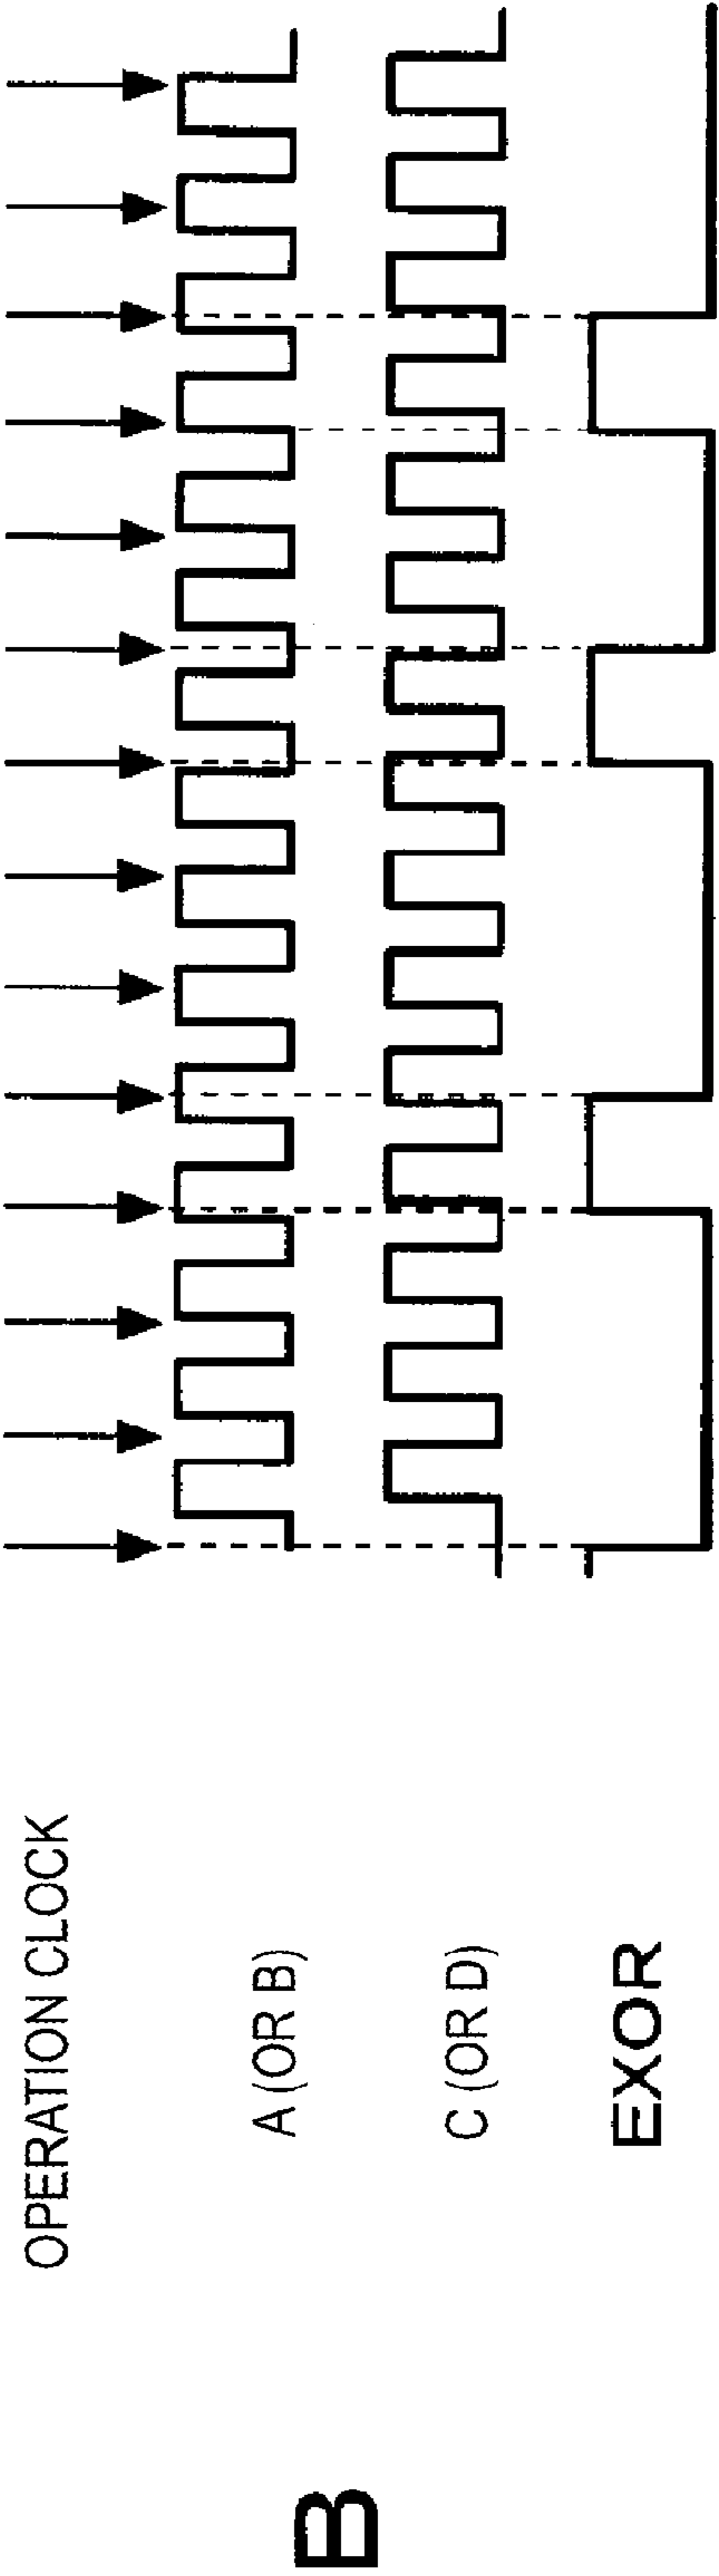 B
OPERATION CLOCK
A (OR B)
C (OR D)
EXOR